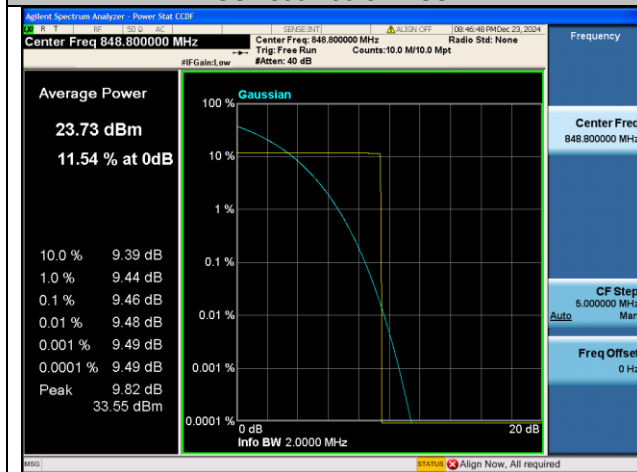 Agilent Spectrum Analyzer - Power Stat CCDF
R T RF 50 Ω AC SENSE:INT ALIGN OFF 08:46:48 PM Dec 23, 2024
Center Freq 848.800000 MHz
Center Freq: 848.800000 MHz Radio Std: None
Trig: Free Run Counts:10.0 M/10.0 Mpt
#IFGain:Low #Atten: 40 dB
Frequency
Average Power
23.73 dBm
11.54 % at 0dB
10.0 % 9.39 dB
1.0 % 9.44 dB
0.1 % 9.46 dB
0.01 % 9.48 dB
0.001 % 9.49 dB
0.0001 % 9.49 dB
Peak 9.82 dB
33.55 dBm
Gaussian
100 %
10 %
1 %
0.1 %
0.01 %
0.001 %
0.0001 %
0 dB 20 dB
Info BW 2.0000 MHz
Center Freq
848.800000 MHz
CF Step
5.000000 MHz
Auto Man
Freq Offset
0 Hz
MSG STATUS Align Now, All required